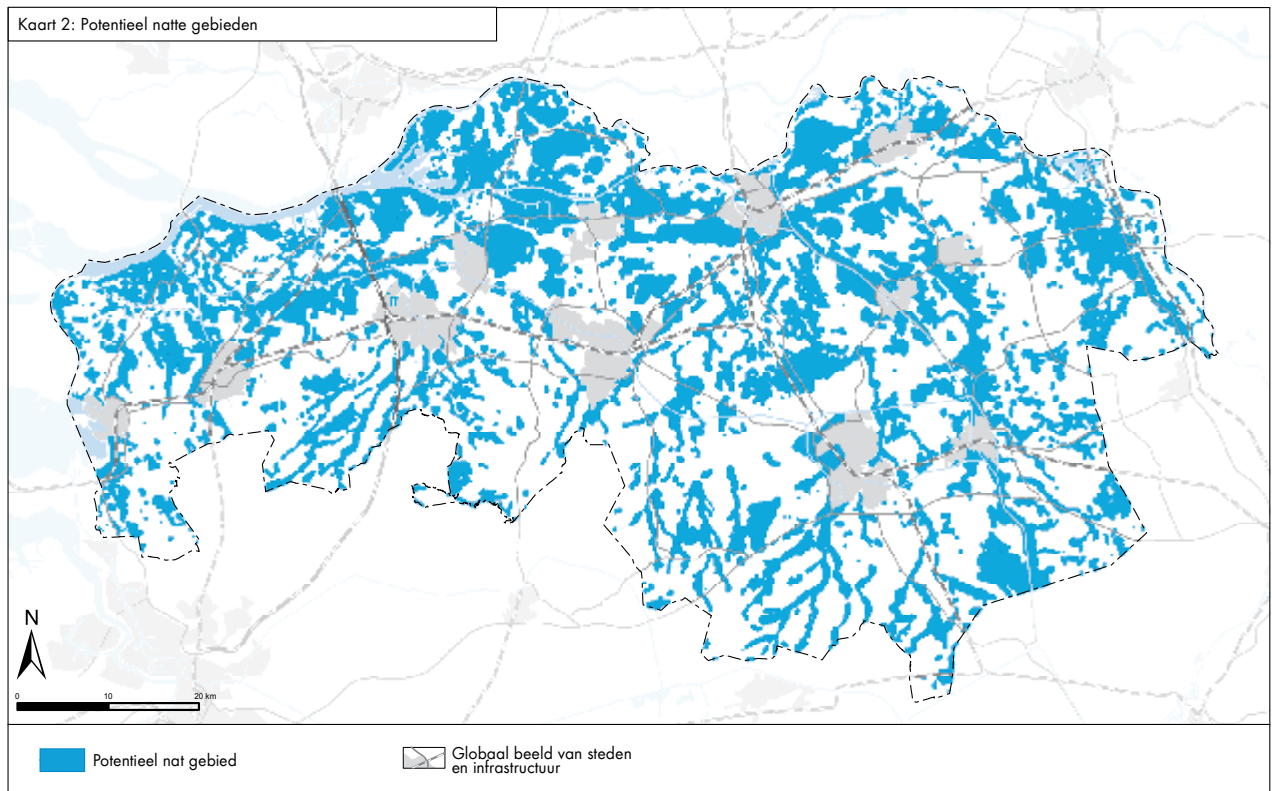 Kaart 2: Potentieel natte gebieden
N
0 10 20 km
Potentieel nat gebied
Globaal beeld van steden
en infrastructuur